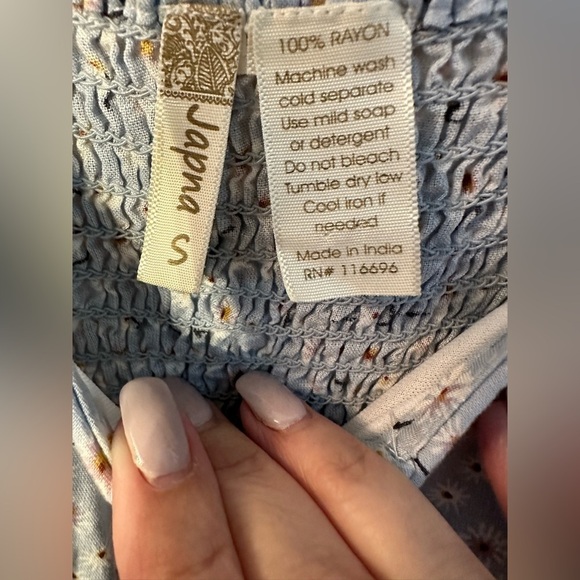 Japna S
100% RAYON
Machine wash
cold separate
Use mild soap
or detergent
Do not bleach
Tumble dry low
Cool iron if
needed
Made in India
RN# 116696